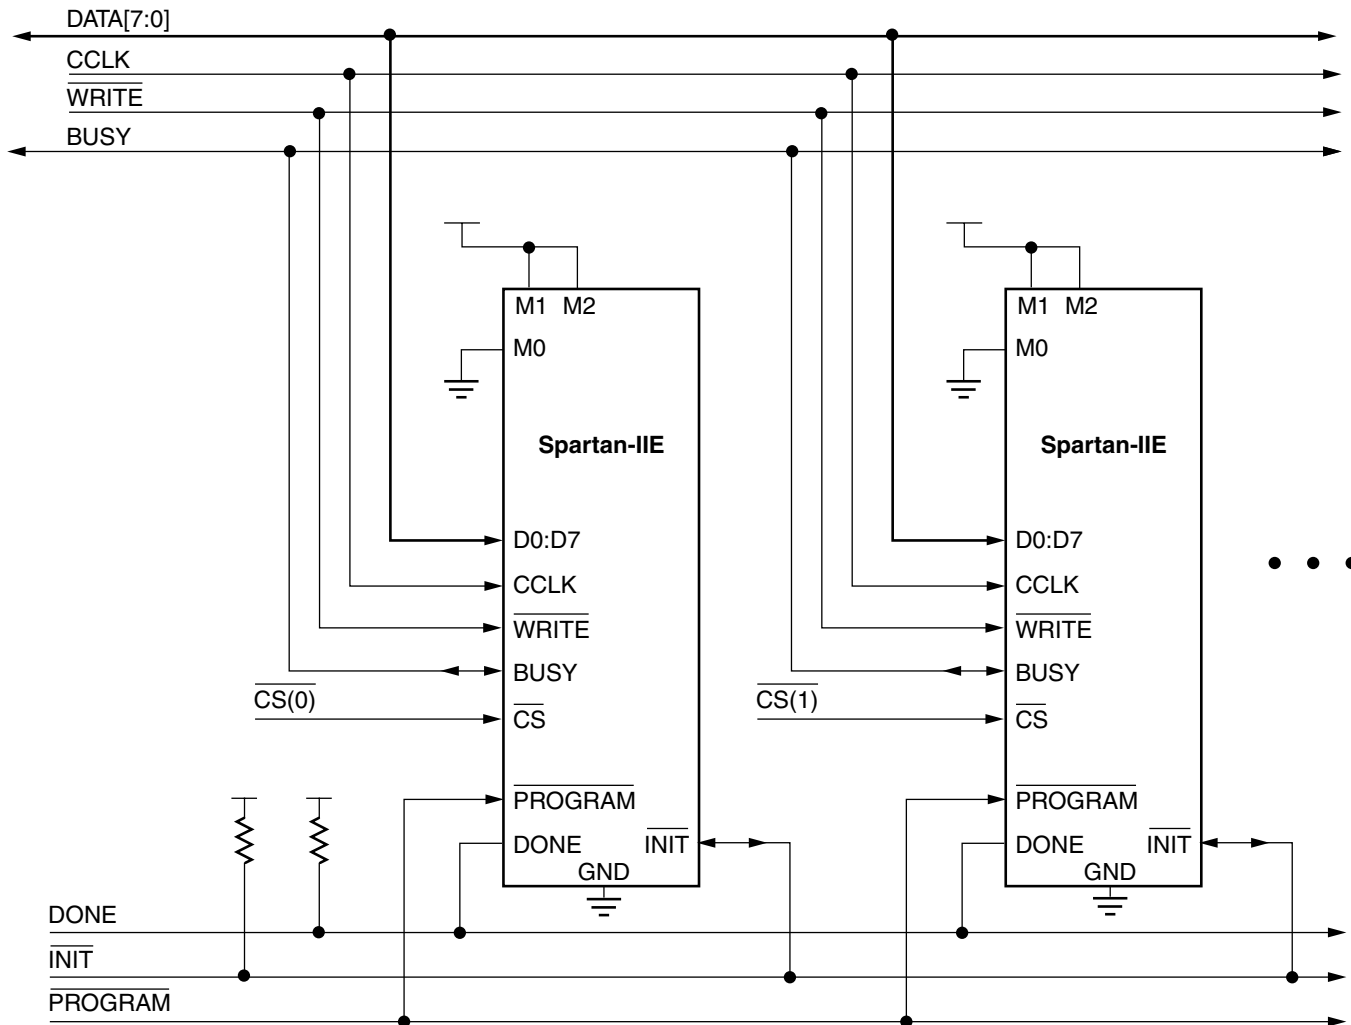 DATA[7:0]
CCLK
WRITE
BUSY
M1 M2
M0
Spartan-IIE
D0:D7
CCLK
WRITE
BUSY
CS(0)
CS
PROGRAM
DONE INIT
GND
M1 M2
M0
Spartan-IIE
D0:D7
CCLK
WRITE
BUSY
CS(1)
CS
PROGRAM
DONE INIT
GND
DONE
INIT
PROGRAM